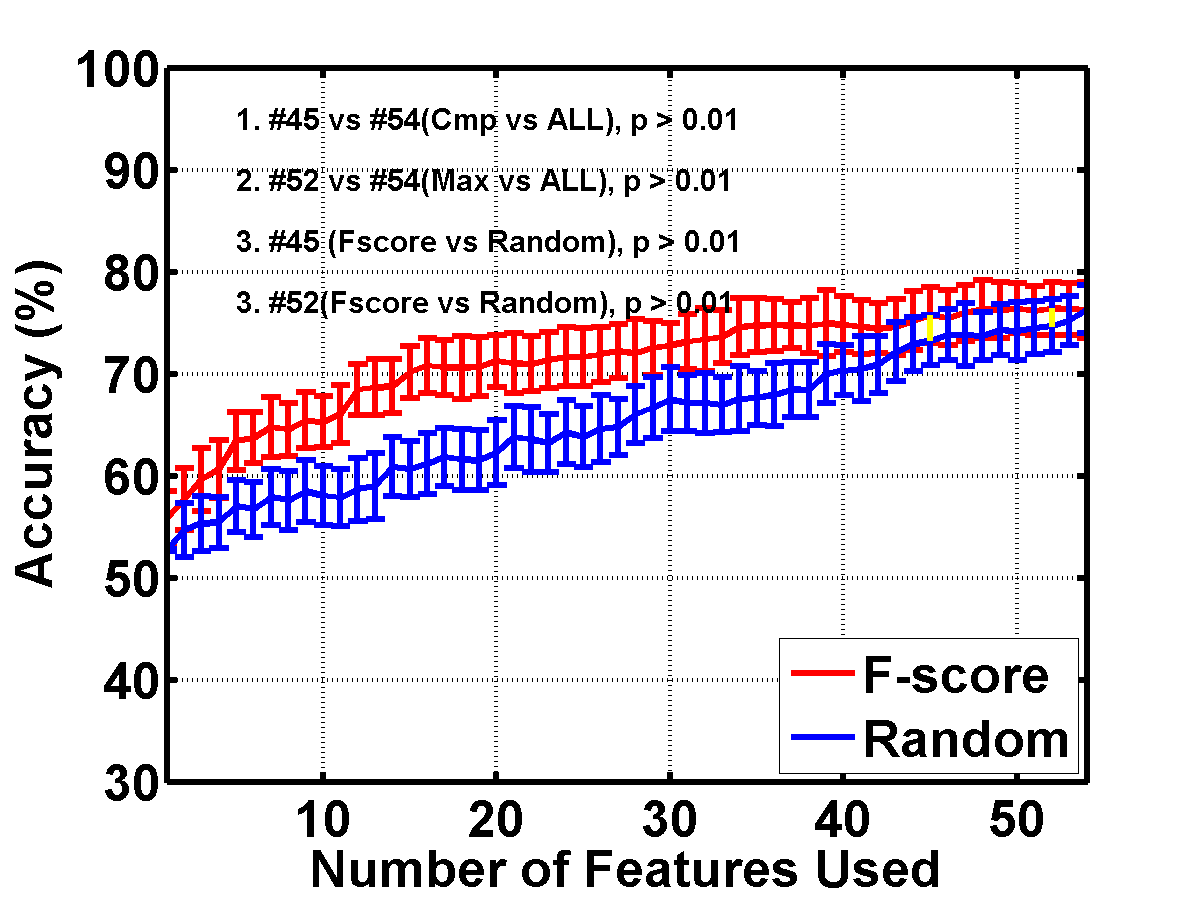 100
90
80
70
60
50
40
30
10 20 30 40 50
Accuracy (%)
Number of Features Used
1. #45 vs #54(Cmp vs ALL), p > 0.01
2. #52 vs #54(Max vs ALL), p > 0.01
3. #45 (Fscore vs Random), p > 0.01
3. #52(Fscore vs Random), p > 0.01
F-score
Random